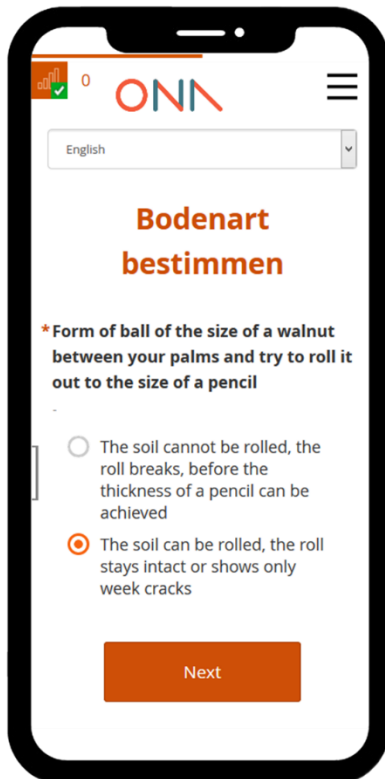 0
ONA
English
Bodenart
bestimmen
* Form of ball of the size of a walnut
between your palms and try to roll it
out to the size of a pencil
-
The soil cannot be rolled, the
roll breaks, before the
thickness of a pencil can be
achieved
The soil can be rolled, the roll
stays intact or shows only
week cracks
Next